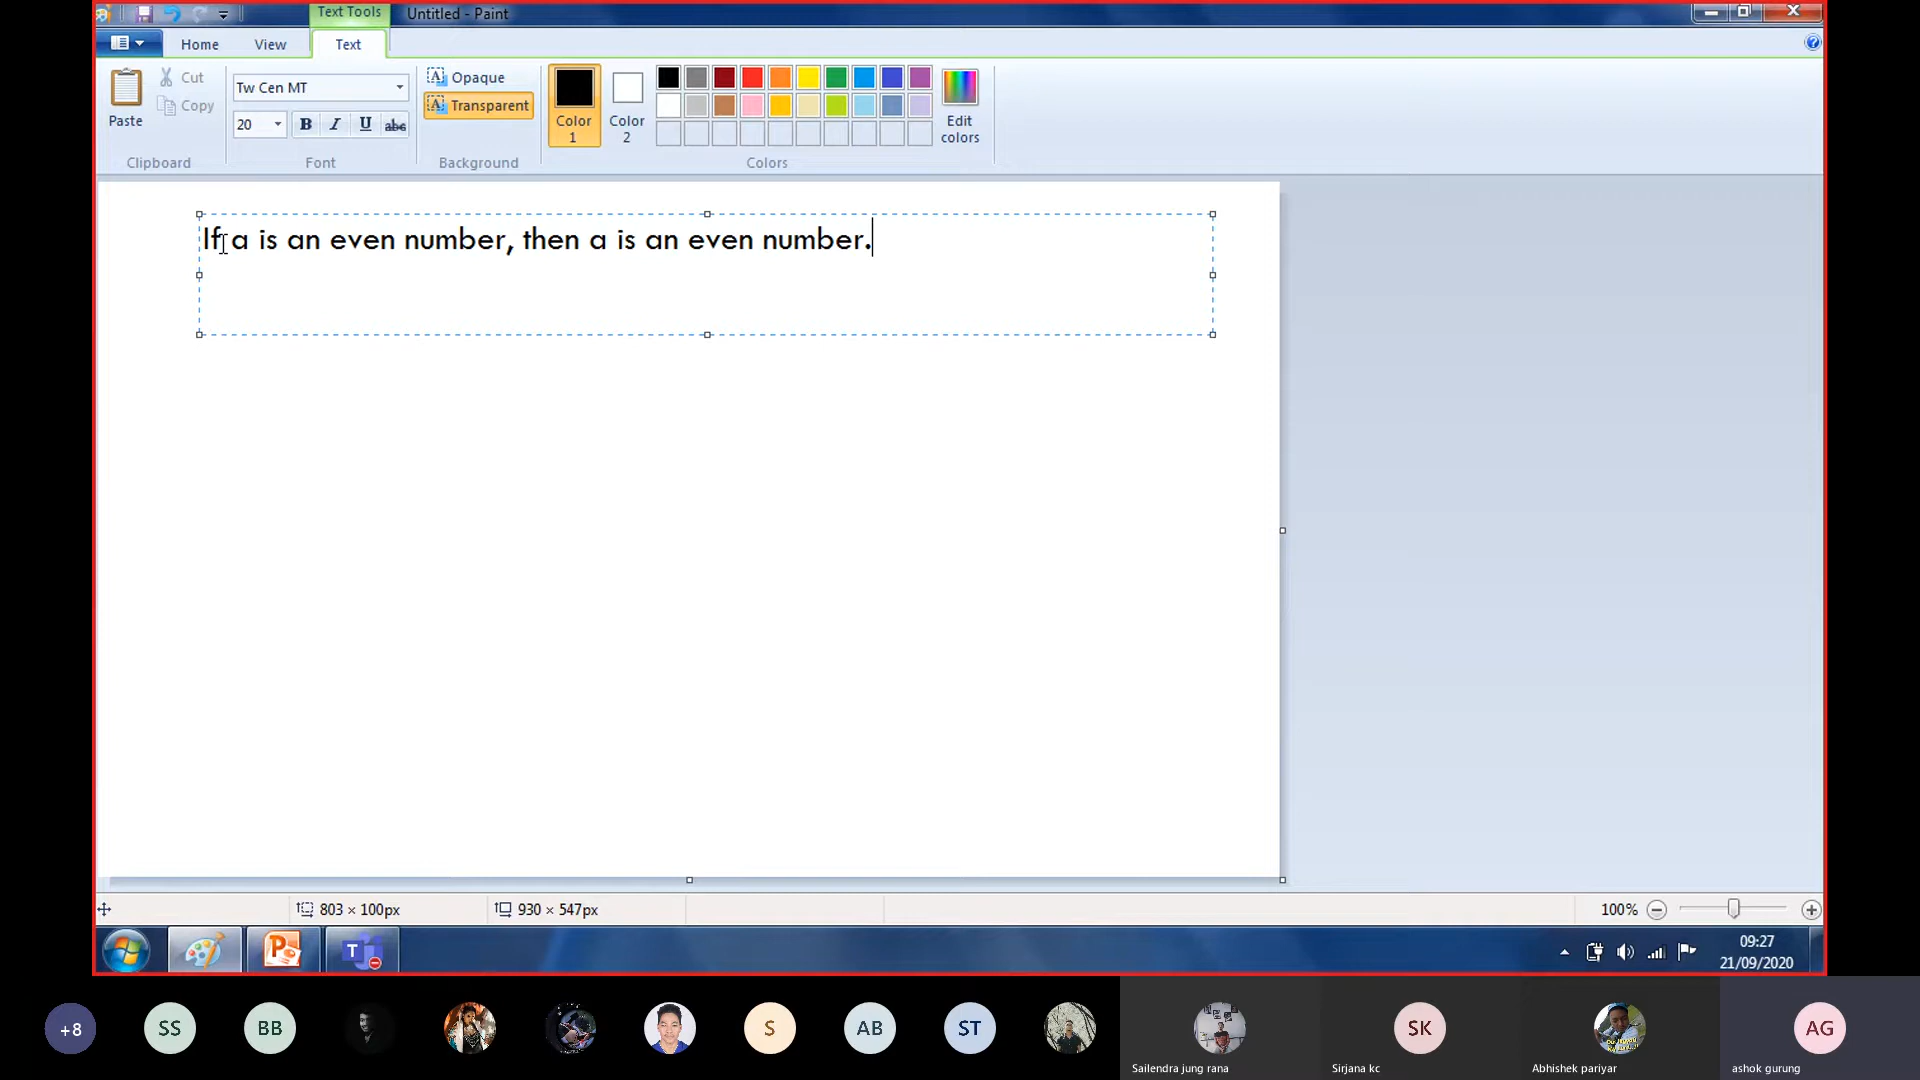 Text Tools
Untitled - Paint
Home
View
Text
Paste
Cut
Copy
Clipboard
Tw Cen MT
20
B I U abc
Font
Opaque
Transparent
Background
Color
1
Color
2
Colors
Edit
colors
If a is an even number, then a is an even number.
803 × 100px
930 × 547px
100%
09:27
21/09/2020
+8
SS
BB
S
AB
ST
Sailendra jung rana
SK
Sirjana kc
Abhishek pariyar
AG
ashok gurung